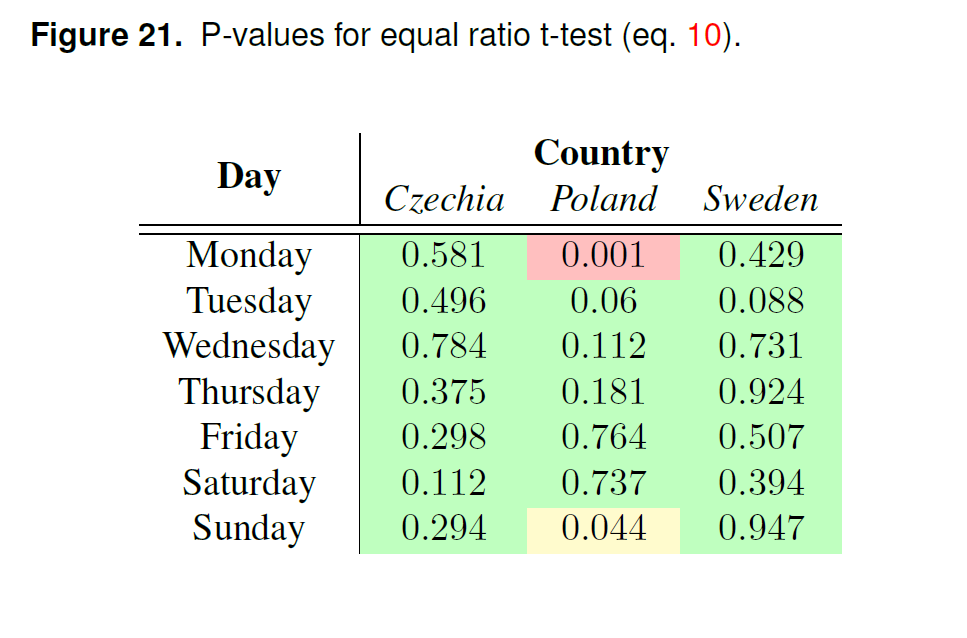 Figure 21. P-values for equal ratio t-test (eq. 10).
Country
Day
Czechia Poland Sweden
Monday 0.581 0.001 0.429
Tuesday 0.496 0.06 0.088
Wednesday 0.784 0.112 0.731
Thursday 0.375 0.181 0.924
Friday 0.298 0.764 0.507
Saturday 0.112 0.737 0.394
Sunday 0.294 0.044 0.947